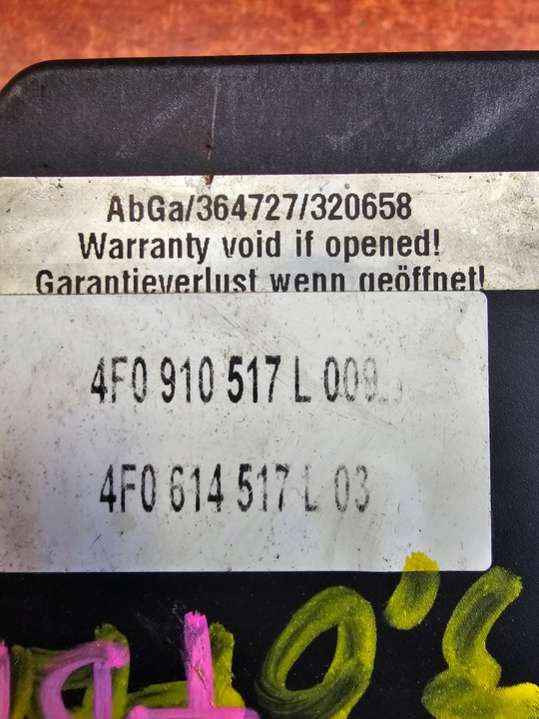 AbGa/364727/320658
Warranty void if opened!
Garantieverlust wenn geöffnet!
4F0 910 517 L
4F0 614 517 L 03